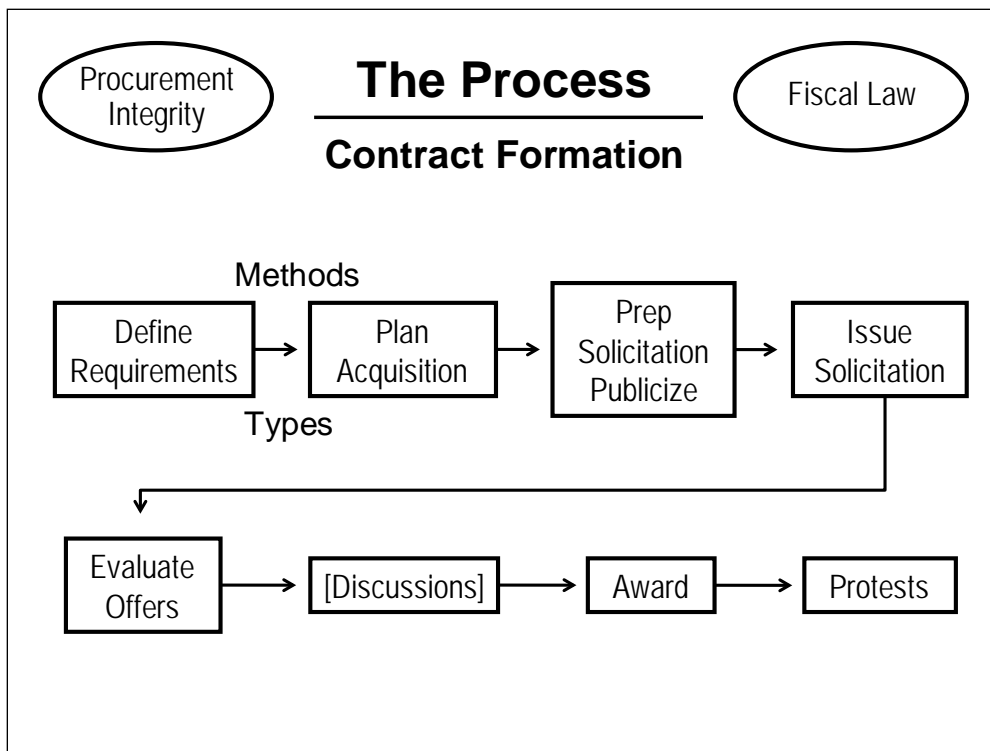 Procurement
Integrity
The Process
Contract Formation
Fiscal Law
Methods
Define
Requirements
Types
Plan
Acquisition
Prep
Solicitation
Publicize
Issue
Solicitation
Evaluate
Offers
[Discussions]
Award
Protests